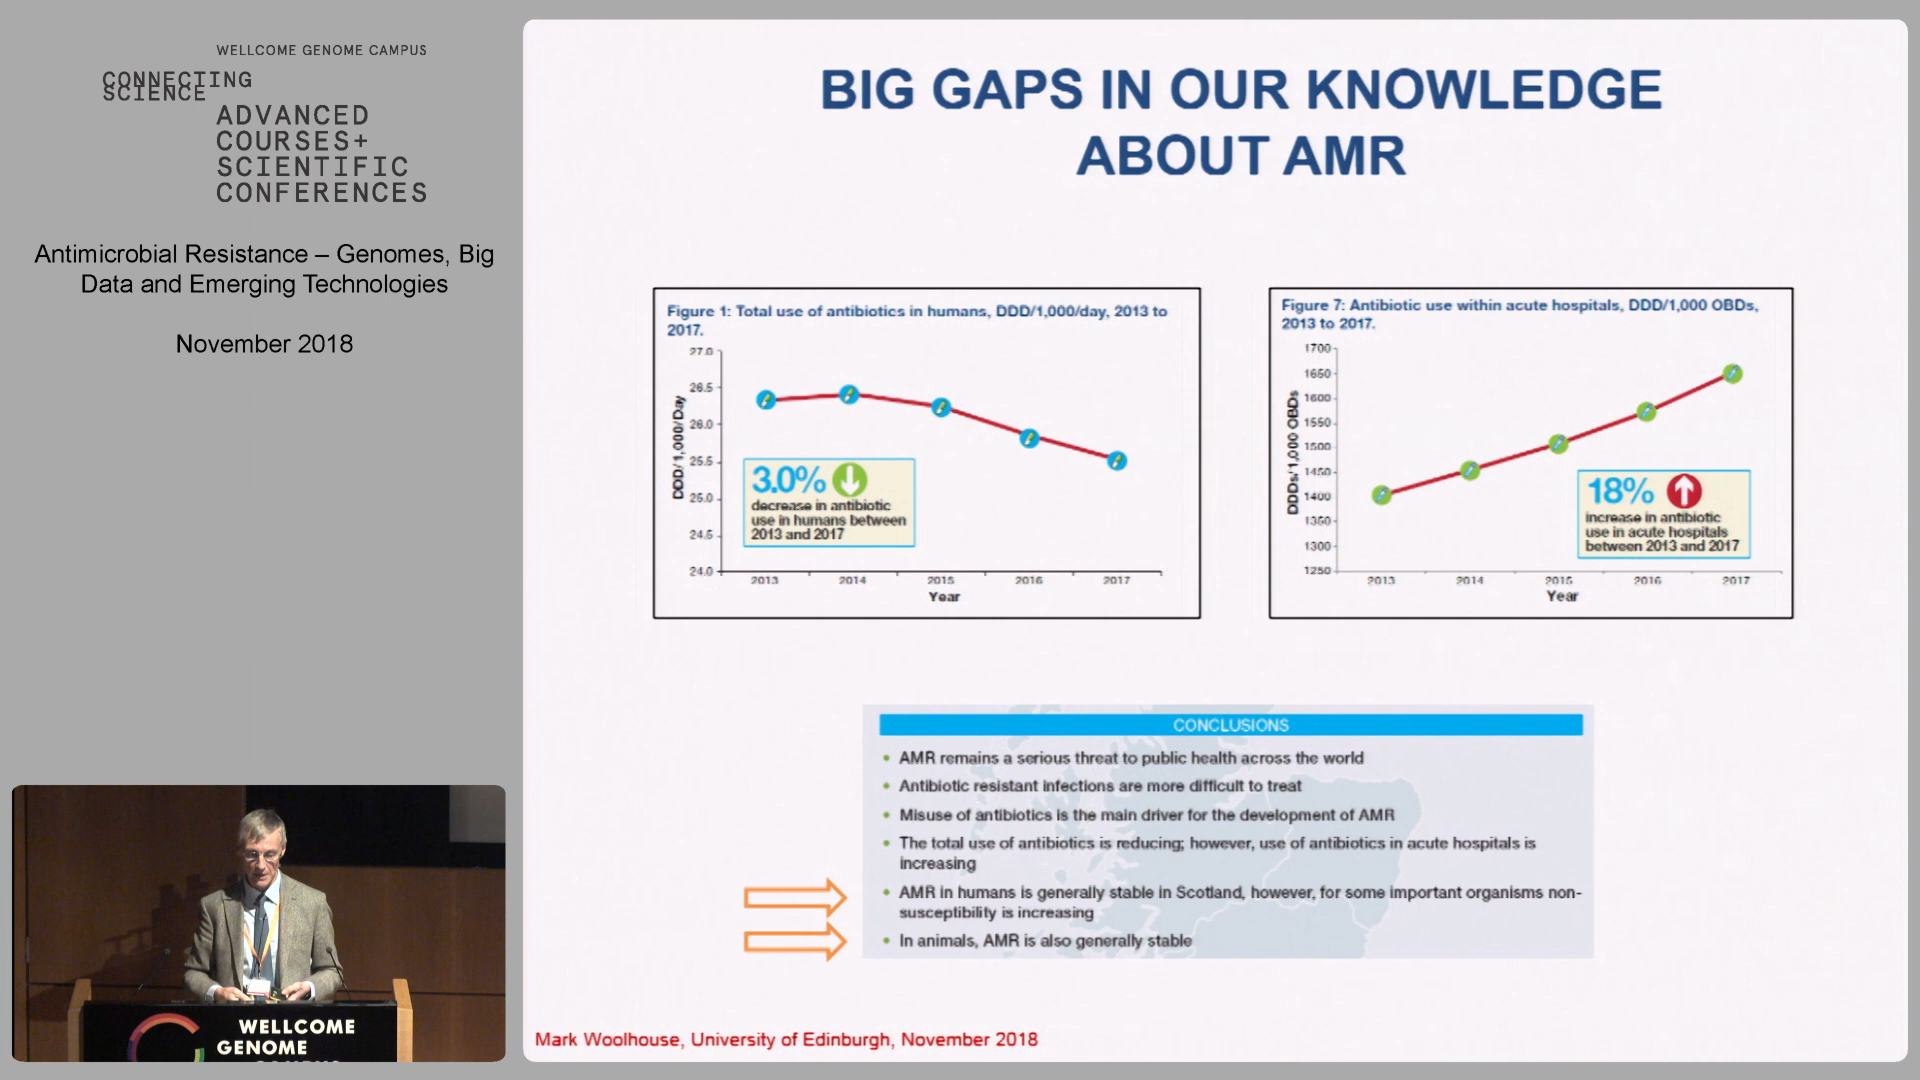 WELLCOME GENOME CAMPUS
CONNECTING
SCIENCE
ADVANCED
COURSES+
SCIENTIFIC
CONFERENCES
Antimicrobial Resistance – Genomes, Big
Data and Emerging Technologies
November 2018
BIG GAPS IN OUR KNOWLEDGE
ABOUT AMR
Figure 1: Total use of antibiotics in humans, DDD/1,000/day, 2013 to
2017.
DDD/1,000/Day
27.0
26.5
26.0
25.5
25.0
24.5
24.0
3.0%
decrease in antibiotic
use in humans between
2013 and 2017
2013 2014 2015 2016 2017
Year
Figure 7: Antibiotic use within acute hospitals, DDD/1,000 OBDs,
2013 to 2017.
DDDs/1,000 OBDs
1700
1650
1600
1550
1500
1450
1400
1350
1300
1250
18%
increase in antibiotic
use in acute hospitals
between 2013 and 2017
2013 2014 2015 2016 2017
Year
CONCLUSIONS
• AMR remains a serious threat to public health across the world
• Antibiotic resistant infections are more difficult to treat
• Misuse of antibiotics is the main driver for the development of AMR
• The total use of antibiotics is reducing; however, use of antibiotics in acute hospitals is
increasing
• AMR in humans is generally stable in Scotland, however, for some important organisms non-
susceptibility is increasing
• In animals, AMR is also generally stable
Mark Woolhouse, University of Edinburgh, November 2018
WELLCOME
GENOME